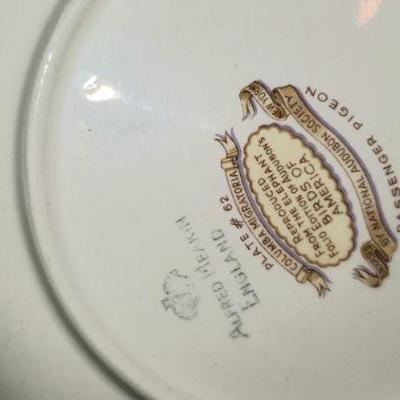 PASSENGER PIGEON
BY NATIONAL AUDUBON SOCIETY
NEW YORK
REPRODUCED
FROM THE ELEPHANT
FOLIO EDITION OF AUDUBON'S
BIRDS OF
AMERICA
COLUMBA MIGRATORIA
PLATE # 62
ALFRED MEAKIN
ENGLAND